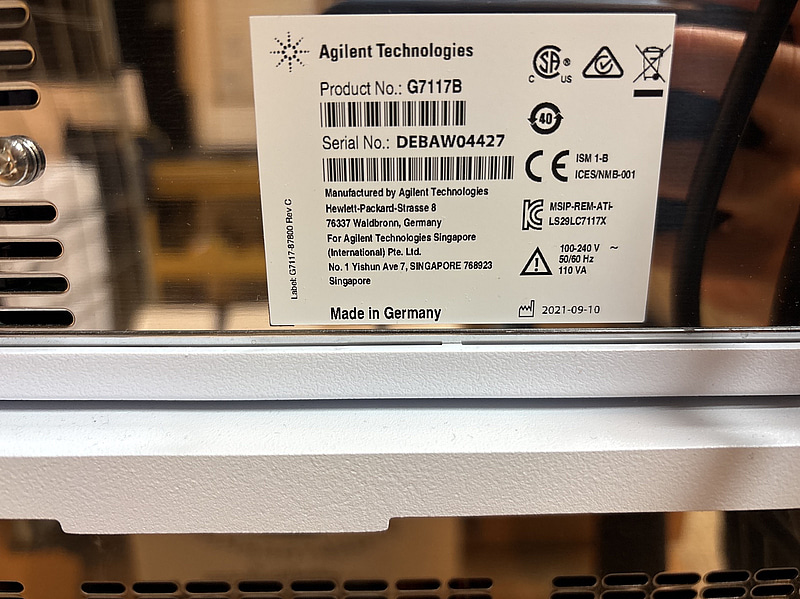 Agilent Technologies
Product No.: G7117B
Serial No.: DEBAW04427
Manufactured by Agilent Technologies
Hewlett-Packard-Strasse 8
76337 Waldbronn, Germany
For Agilent Technologies Singapore
(International) Pte. Ltd.
No. 1 Yishun Ave 7, SINGAPORE 768923
Singapore
Made in Germany
Label: G7117-87800 Rev C
C SA ® US
40
CE ISM 1-B
ICES/NMB-001
MSIP-REM-ATi-
LS29LC7117X
100-240 V ~
50/60 Hz
110 VA
2021-09-10